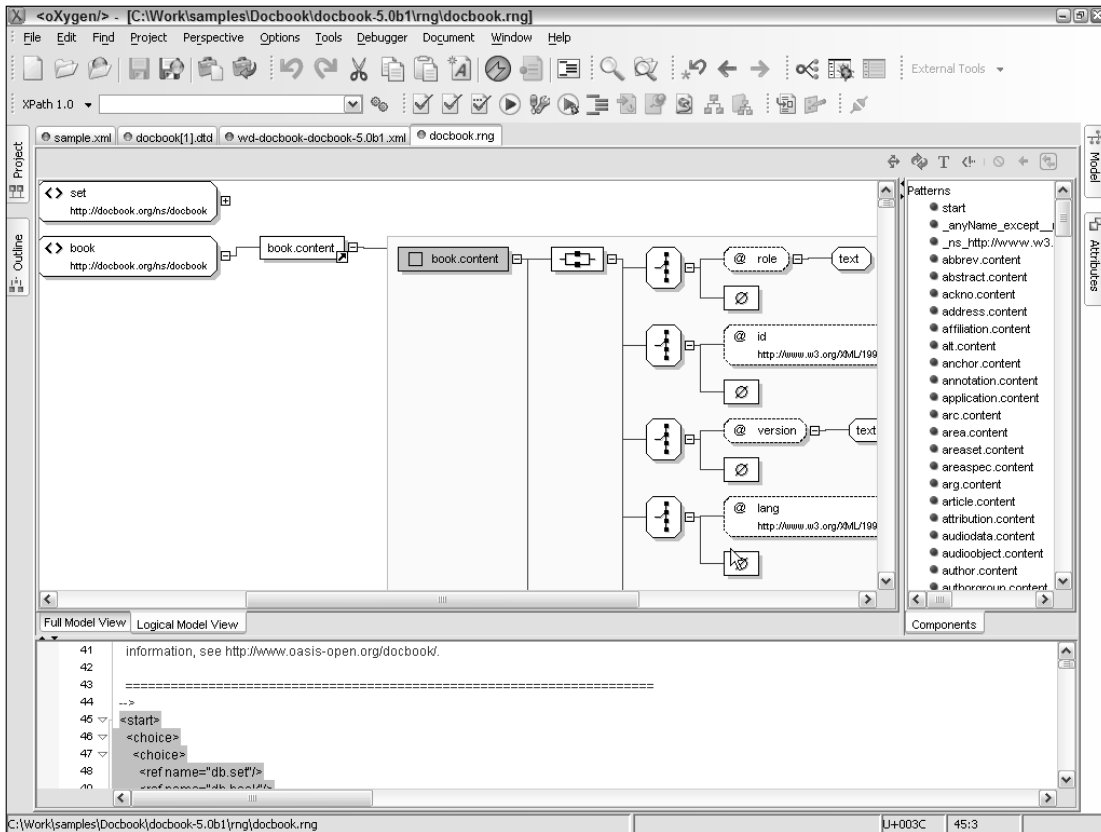 <oXygen/> - [C:\Work\samples\Docbook\docbook-5.0b1\rng\docbook.rng]
File Edit Find Project Perspective Options Tools Debugger Document Window Help
External Tools
XPath 1.0
sample.xml docbook[1].dtd wd-docbook-docbook-5.0b1.xml docbook.rng
Project
Outline
Model
Attributes
<> set
http://docbook.org/ns/docbook
<> book
http://docbook.org/ns/docbook
book.content
book.content
@ role
text
@ id
http://www.w3.org/XML/199
@ version
text
@ lang
http://www.w3.org/XML/199
Patterns
start
_anyName_except__
_ns_http://www.w3.
abbrev.content
abstract.content
ackno.content
address.content
affiliation.content
alt.content
anchor.content
annotation.content
application.content
arc.content
area.content
areaset.content
areaspec.content
arg.content
article.content
attribution.content
audiodata.content
audioobject.content
author.content
authorgroup.content
Full Model View Logical Model View
Components
41 information, see http://www.oasis-open.org/docbook/.
42
43 =====================================================================
44 -->
45 <start>
46 <choice>
47 <choice>
48 <ref name="db.set"/>
49 <ref name="db.book"/>
C:\Work\samples\Docbook\docbook-5.0b1\rng\docbook.rng
U+003C 45:3